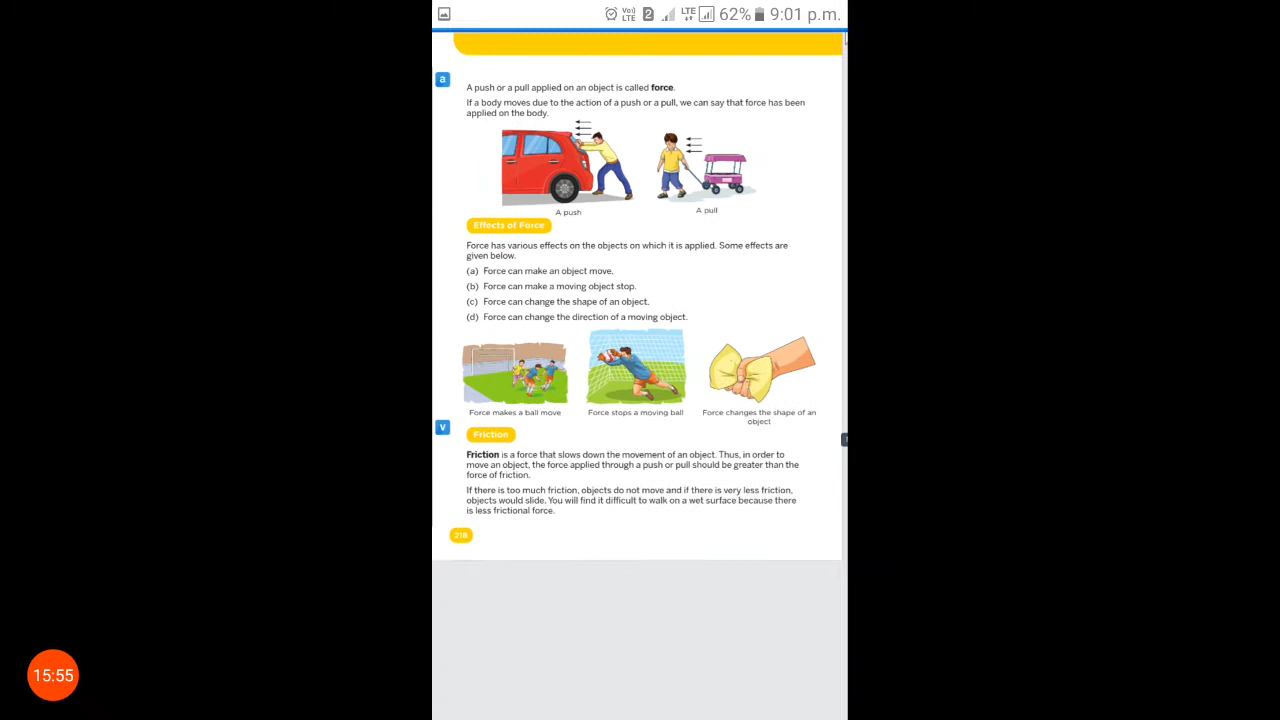 Vo) LTE 2 LTE 62% 9:01 p.m.
a
A push or a pull applied on an object is called force.
If a body moves due to the action of a push or a pull, we can say that force has been
applied on the body.
A push
A pull
Effects of Force
Force has various effects on the objects on which it is applied. Some effects are
given below.
(a) Force can make an object move.
(b) Force can make a moving object stop.
(c) Force can change the shape of an object.
(d) Force can change the direction of a moving object.
Force makes a ball move
Force stops a moving ball
Force changes the shape of an
object
v
Friction
Friction is a force that slows down the movement of an object. Thus, in order to
move an object, the force applied through a push or pull should be greater than the
force of friction.
If there is too much friction, objects do not move and if there is very less friction,
objects would slide. You will find it difficult to walk on a wet surface because there
is less frictional force.
218
15:55